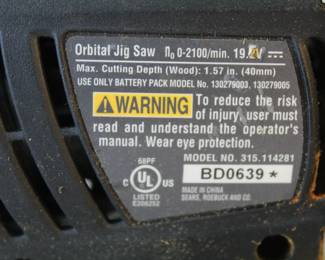 Orbital Jig Saw n₀ 0-2100/min. 19.2V ⎓
Max. Cutting Depth (Wood): 1.57 in. (40mm)
USE ONLY BATTERY PACK MODEL No. 130279003, 130279005
WARNING To reduce the risk
of injury, user must
read and understand the operator's
manual. Wear eye protection.
68PF
MODEL NO. 315.114281
C UL US
LISTED
E206252
BD0639 *
MADE IN CHINA
SEARS, ROEBUCK AND CO.